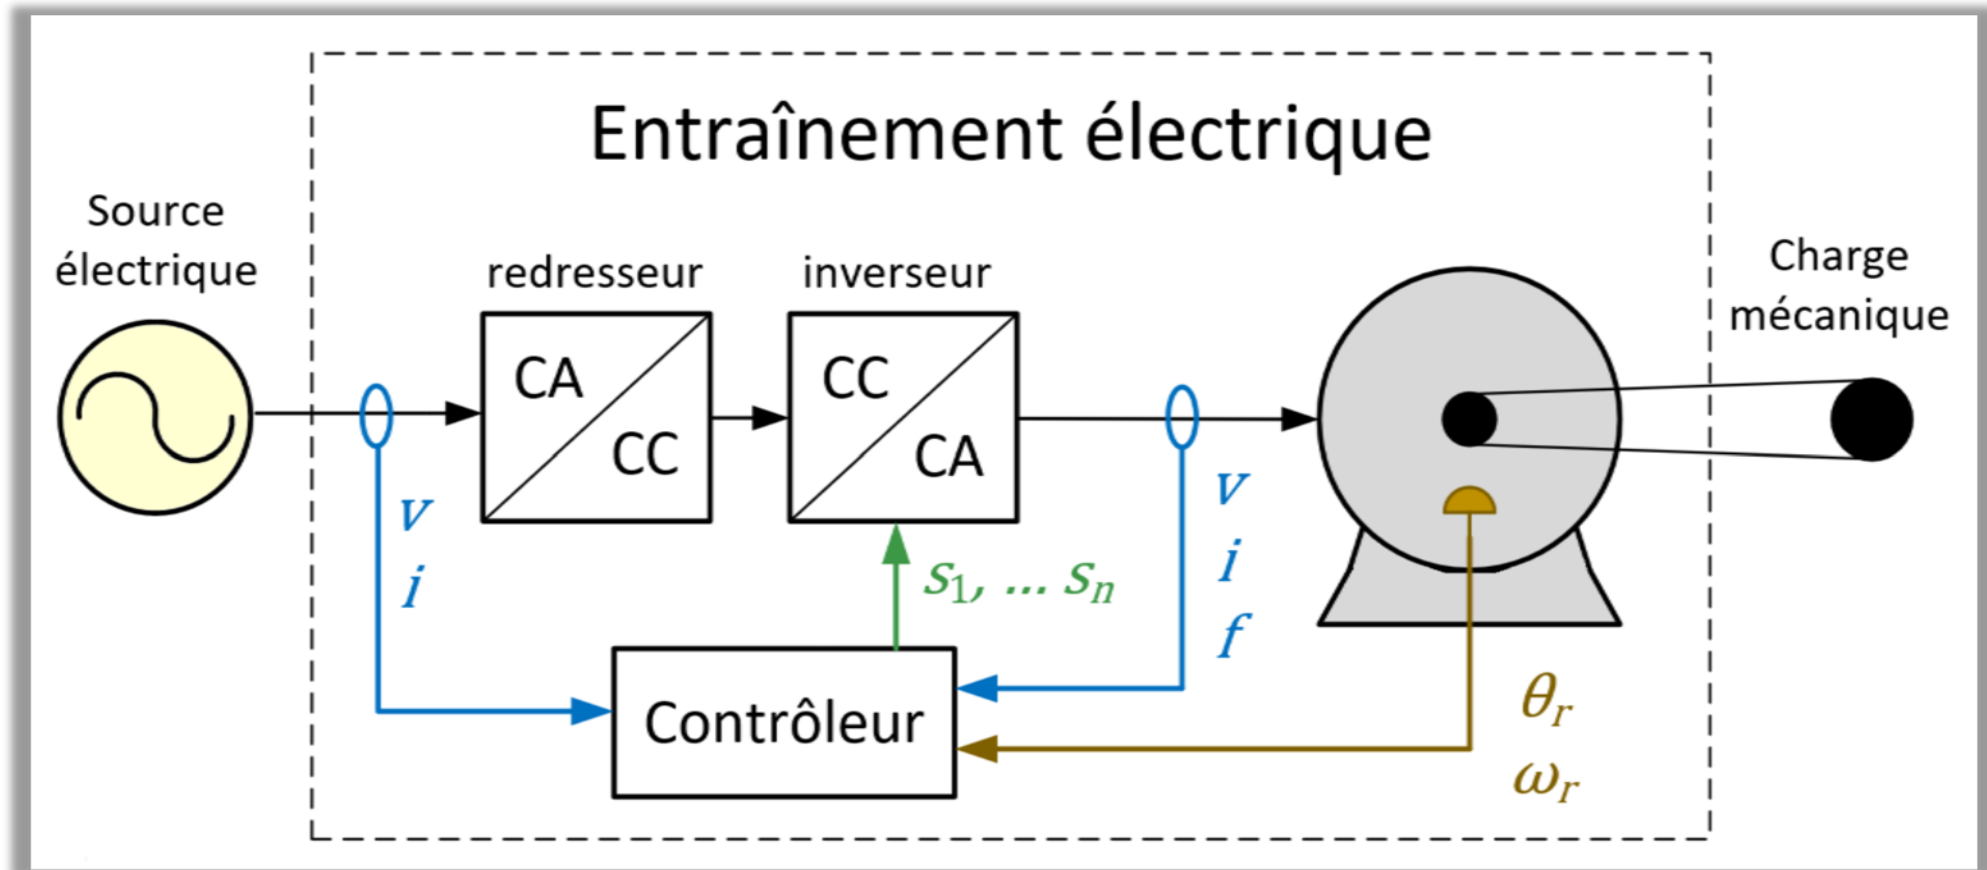 Entraînement électrique
Source
électrique
redresseur
inverseur
Charge
mécanique
CA
CC
CC
CA
v
i
s1, ... sn
v
i
f
Contrôleur
θr
ωr